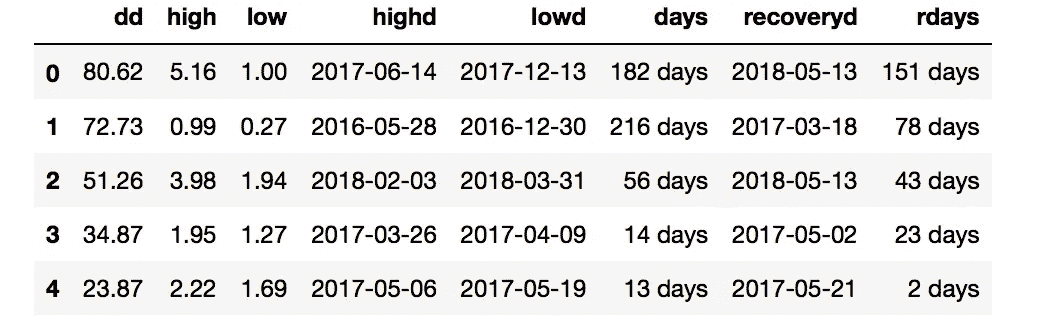 dd high low highd lowd days recoveryd rdays
0 80.62 5.16 1.00 2017-06-14 2017-12-13 182 days 2018-05-13 151 days
1 72.73 0.99 0.27 2016-05-28 2016-12-30 216 days 2017-03-18 78 days
2 51.26 3.98 1.94 2018-02-03 2018-03-31 56 days 2018-05-13 43 days
3 34.87 1.95 1.27 2017-03-26 2017-04-09 14 days 2017-05-02 23 days
4 23.87 2.22 1.69 2017-05-06 2017-05-19 13 days 2017-05-21 2 days